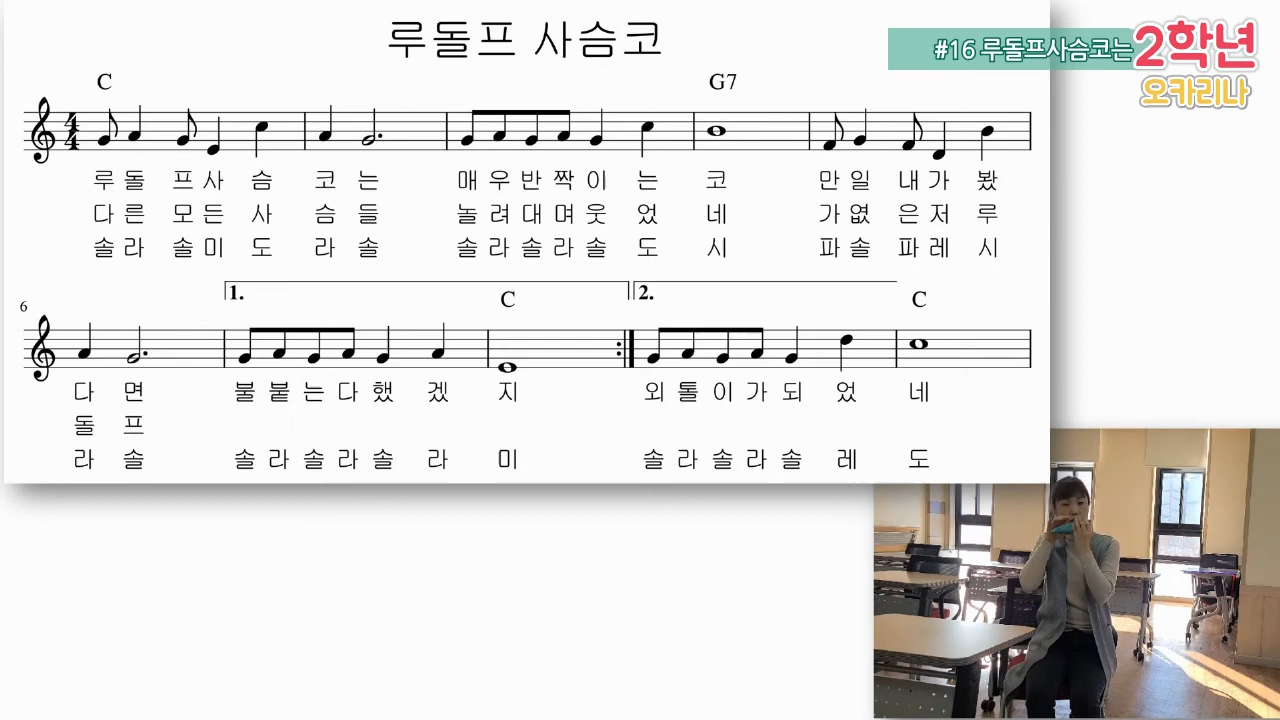 루돌프 사슴코
#16 루돌프사슴코는
2학년
오카리나
C G7
4
4
루 돌 프 사 슴 코 는 매 우 반 짝 이 는 코 만 일 내 가 봤
다 른 모 든 사 슴 들 놀 려 대 며 웃 었 네 가 엾 은 저 루
솔 라 솔 미 도 라 솔 솔 라 솔 라 솔 도 시 파 솔 파 레 시
6
1. C 2. C
다 면 불 붙 는 다 했 겠 지 외 톨 이 가 되 었 네
돌 프
라 솔 솔 라 솔 라 솔 라 미 솔 라 솔 라 솔 레 도